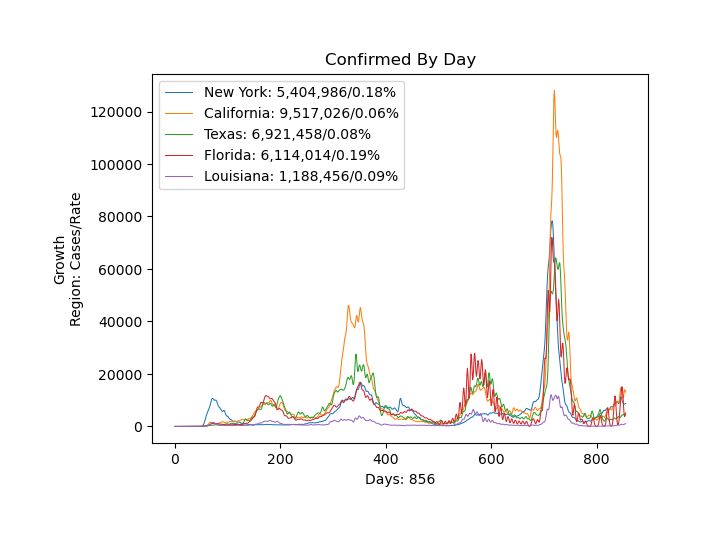 Confirmed By Day
New York: 5,404,986/0.18%
California: 9,517,026/0.06%
Texas: 6,921,458/0.08%
Florida: 6,114,014/0.19%
Louisiana: 1,188,456/0.09%
Growth
Region: Cases/Rate
120000
100000
80000
60000
40000
20000
0
0 200 400 600 800
Days: 856